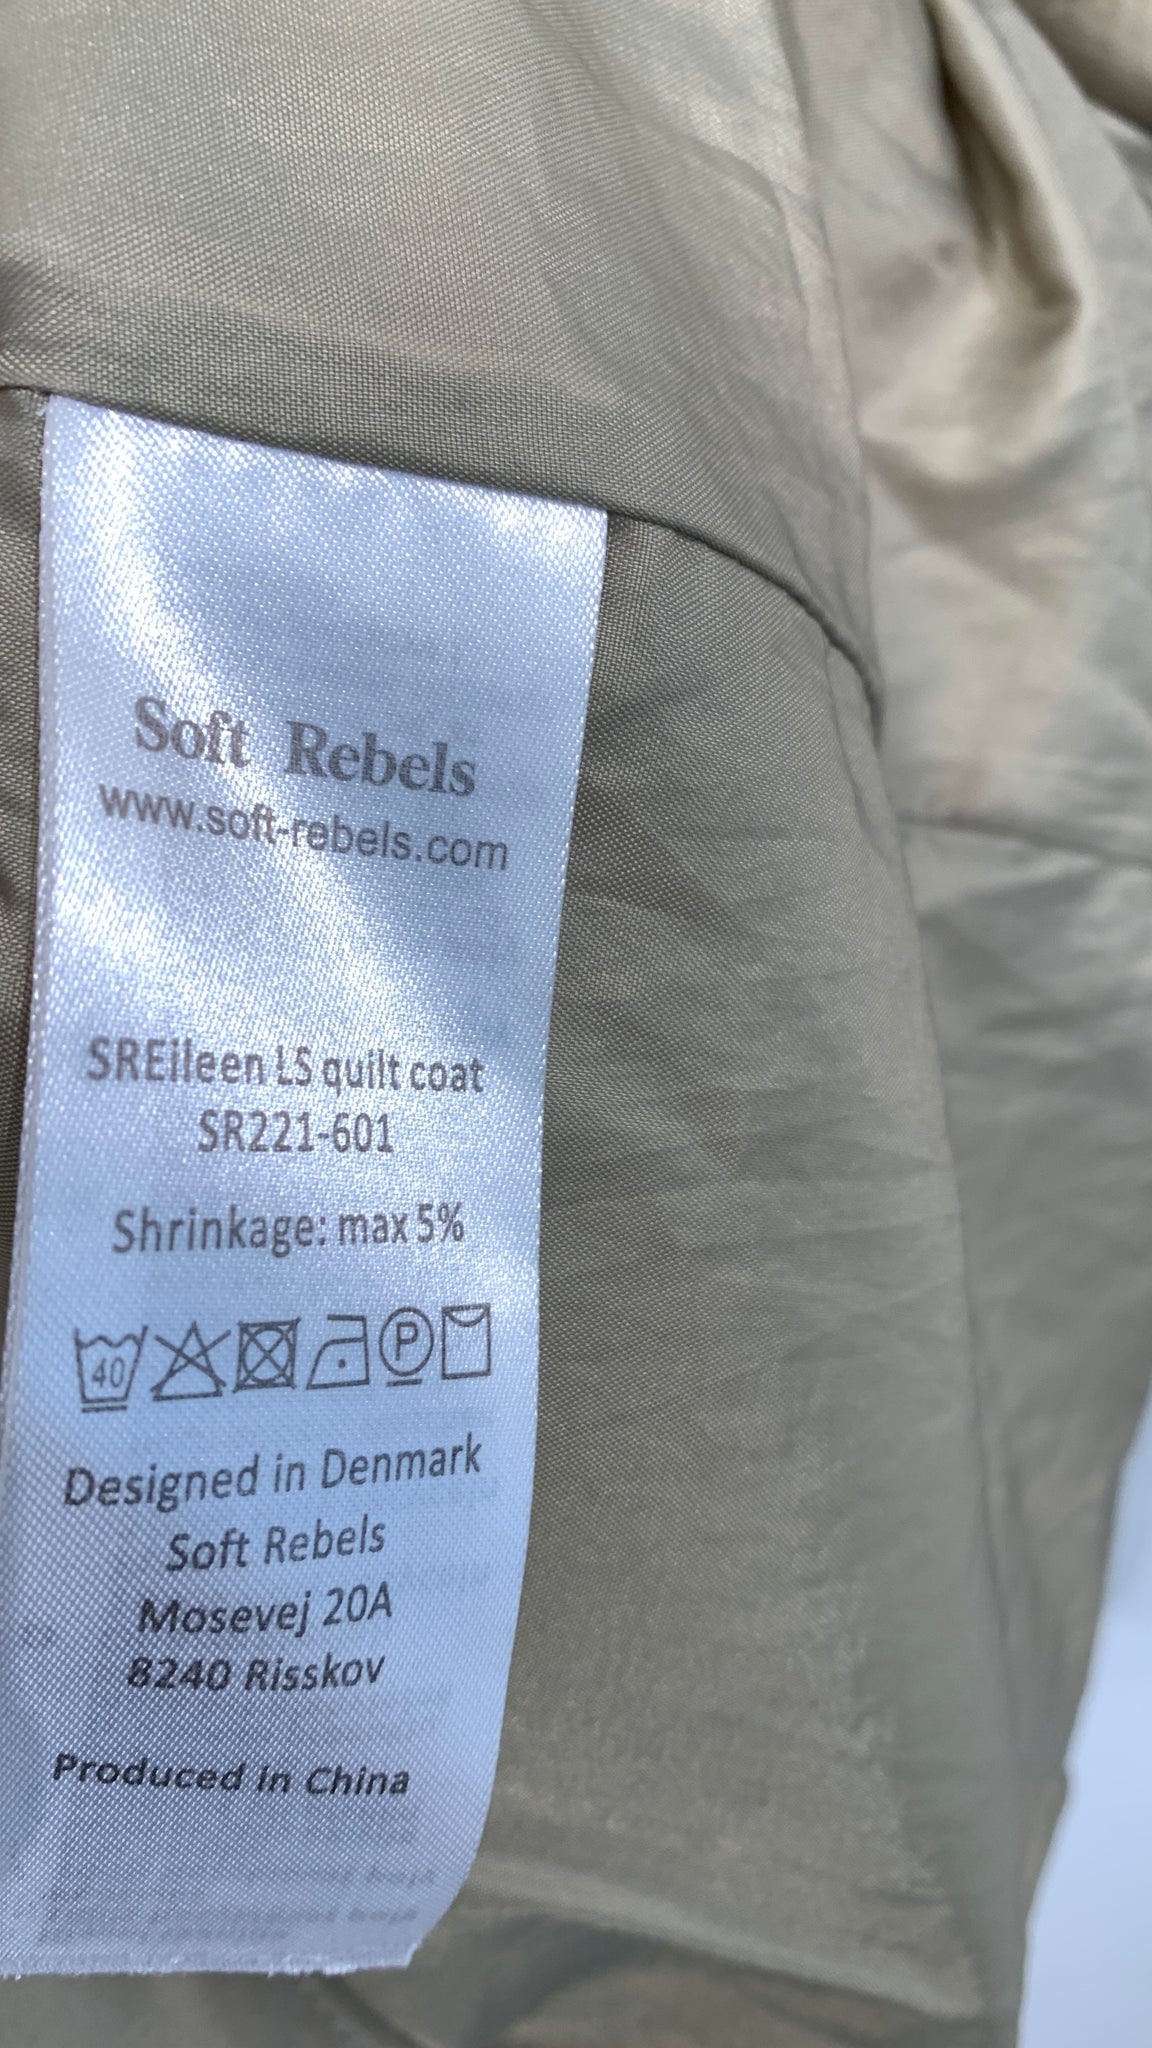 Soft Rebels
www.soft-rebels.com
SREileen LS quilt coat
SR221-601
Shrinkage: max 5%
40 P
Designed in Denmark
Soft Rebels
Mosevej 20A
8240 Risskov
Produced in China